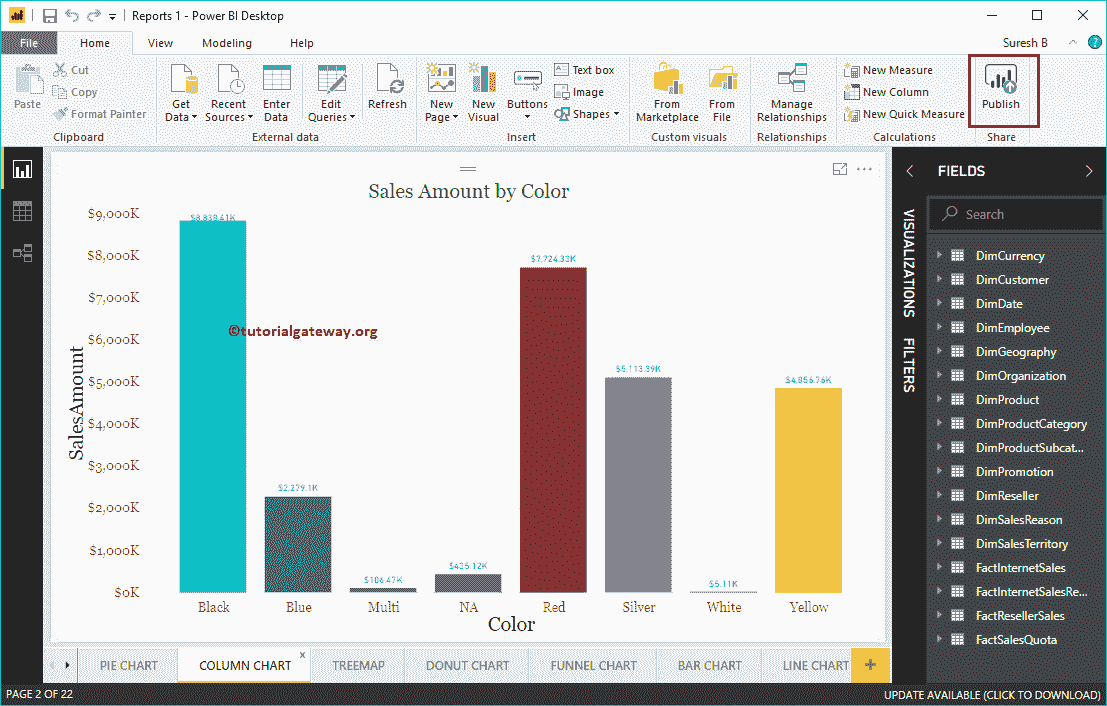 Reports 1 - Power BI Desktop
File Home View Modeling Help Suresh B ?
Paste Cut Copy Format Painter
Get Data Recent Sources Enter Data Edit Queries Refresh
New Page New Visual Buttons Text box Image Shapes
From Marketplace From File Manage Relationships
New Measure New Column New Quick Measure Publish
Clipboard External data Insert Custom visuals Relationships Calculations Share
Sales Amount by Color
SalesAmount
$9,000K
$8,000K
$7,000K
$6,000K
$5,000K
$4,000K
$3,000K
$2,000K
$1,000K
$0K
$8,838.41K
$2,279.1K
$106.47K
$435.12K
$7,724.33K
$5,113.39K
$5.11K
$4,856.76K
©tutorialgateway.org
Black Blue Multi NA Red Silver White Yellow
Color
VISUALIZATIONS
FILTERS
FIELDS
Search
DimCurrency
DimCustomer
DimDate
DimEmployee
DimGeography
DimOrganization
DimProduct
DimProductCategory
DimProductSubcat...
DimPromotion
DimReseller
DimSalesReason
DimSalesTerritory
FactInternetSales
FactInternetSalesRe...
FactResellerSales
FactSalesQuota
PIE CHART COLUMN CHART x TREEMAP DONUT CHART FUNNEL CHART BAR CHART LINE CHART +
PAGE 2 OF 22 UPDATE AVAILABLE (CLICK TO DOWNLOAD)